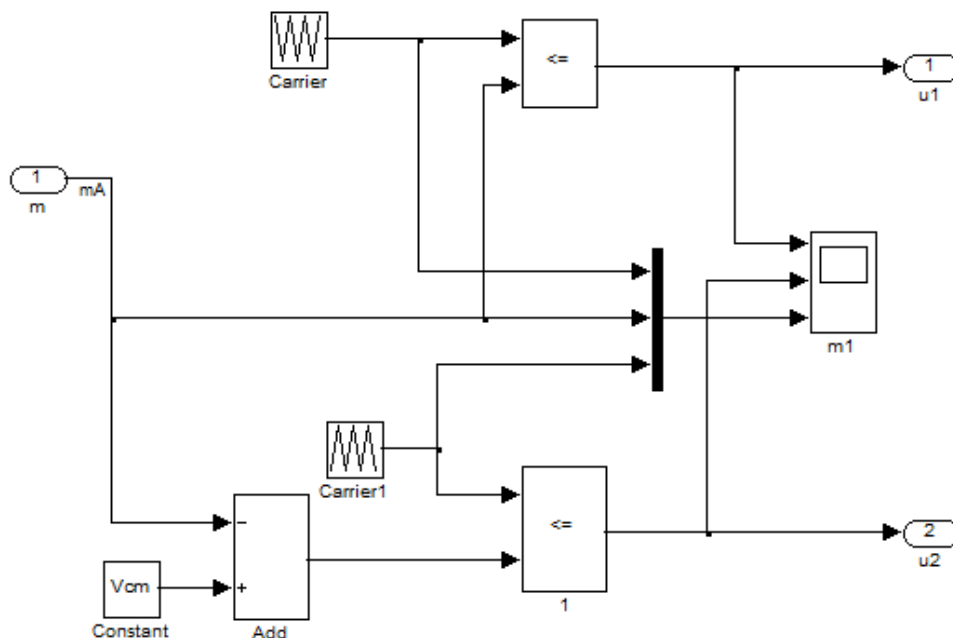 Carrier
<=
1
u1
1
mA
m
m1
Carrier1
<=
1
2
u2
−
+
Vcm
Constant
Add